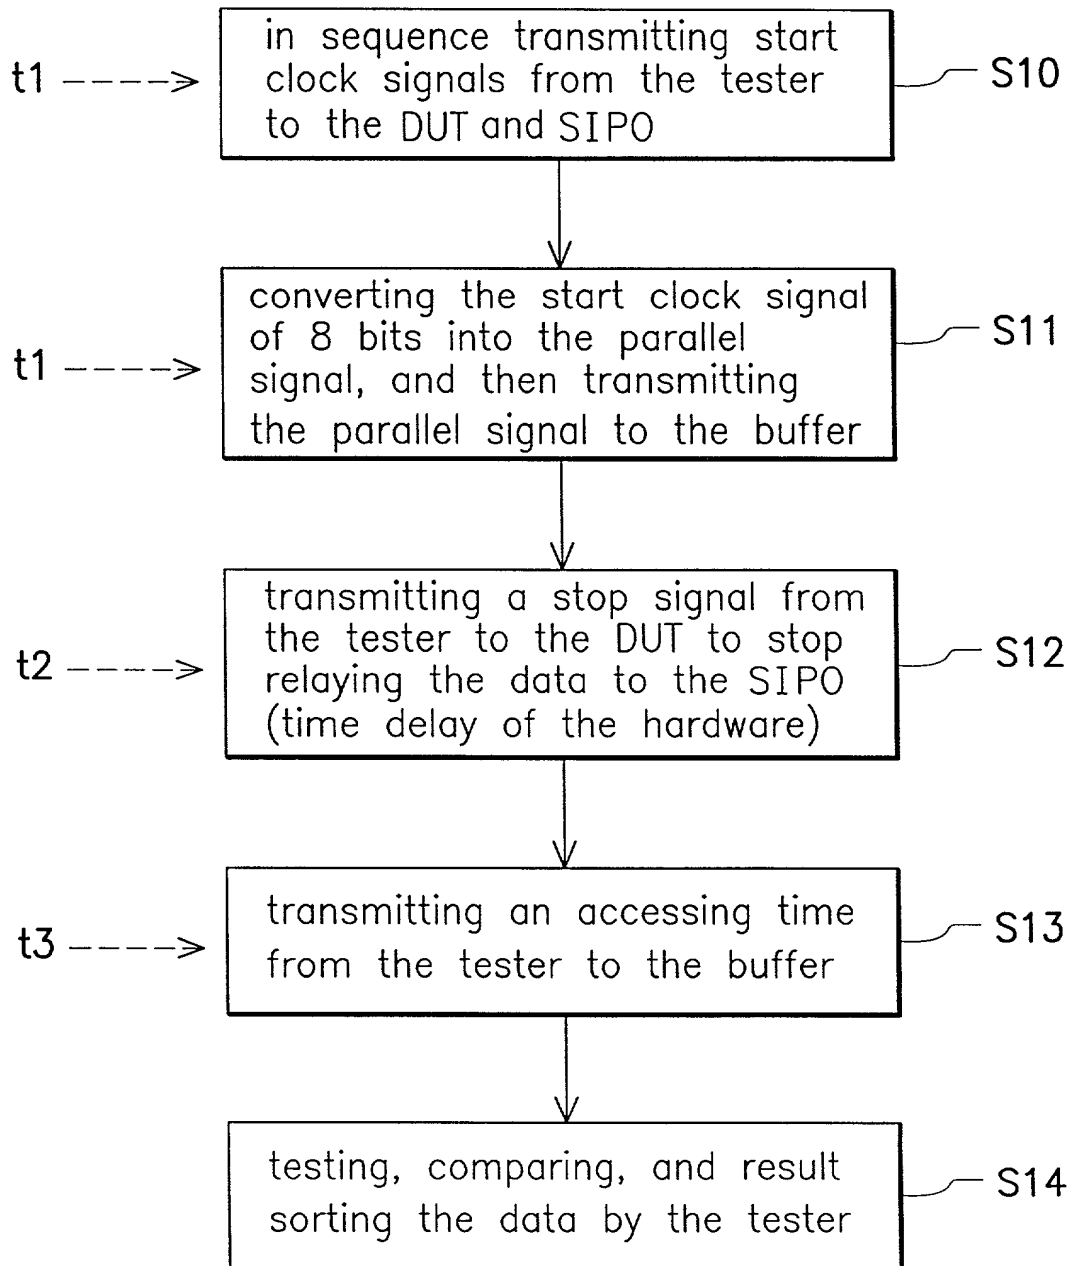 in sequence transmitting start
clock signals from the tester
to the DUT and SIPO
t1
S10
converting the start clock signal
of 8 bits into the parallel
signal, and then transmitting
the parallel signal to the buffer
t1
S11
transmitting a stop signal from
the tester to the DUT to stop
relaying the data to the SIPO
(time delay of the hardware)
t2
S12
transmitting an accessing time
from the tester to the buffer
t3
S13
testing, comparing, and result
sorting the data by the tester
S14